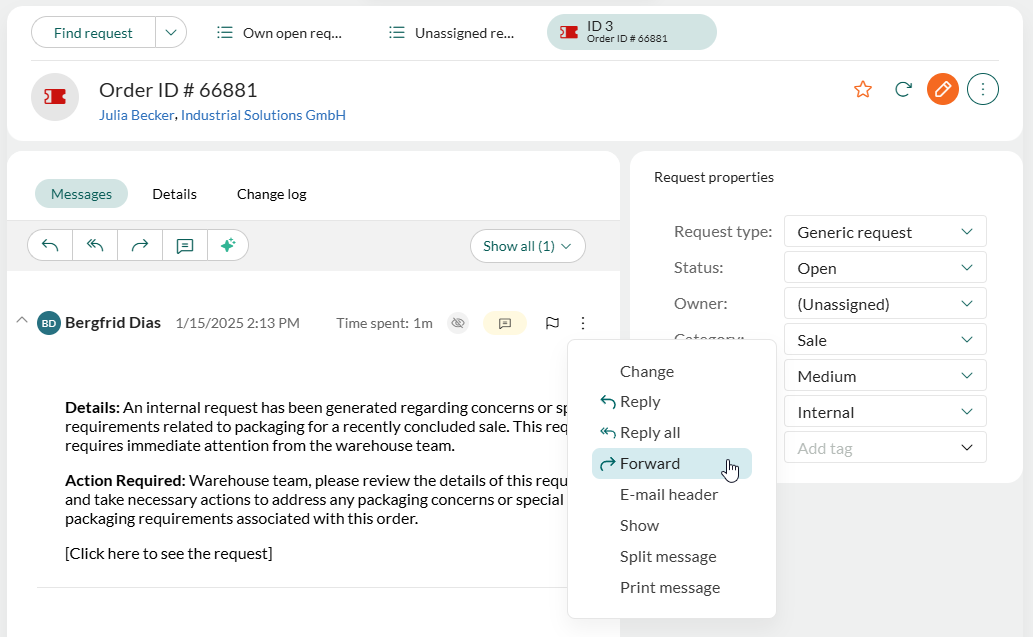 Find request
Own open req...
Unassigned re...
ID 3
Order ID # 66881
Order ID # 66881
Julia Becker, Industrial Solutions GmbH
Messages
Details
Change log
Show all (1)
BD
Bergfrid Dias
1/15/2025 2:13 PM
Time spent: 1m
Details: An internal request has been generated regarding concerns or sp
requirements related to packaging for a recently concluded sale. This req
requires immediate attention from the warehouse team.
Action Required: Warehouse team, please review the details of this requ
and take necessary actions to address any packaging concerns or special
packaging requirements associated with this order.
[Click here to see the request]
Change
Reply
Reply all
Forward
E-mail header
Show
Split message
Print message
Request properties
Request type:
Generic request
Status:
Open
Owner:
(Unassigned)
Category:
Sale
Medium
Internal
Add tag